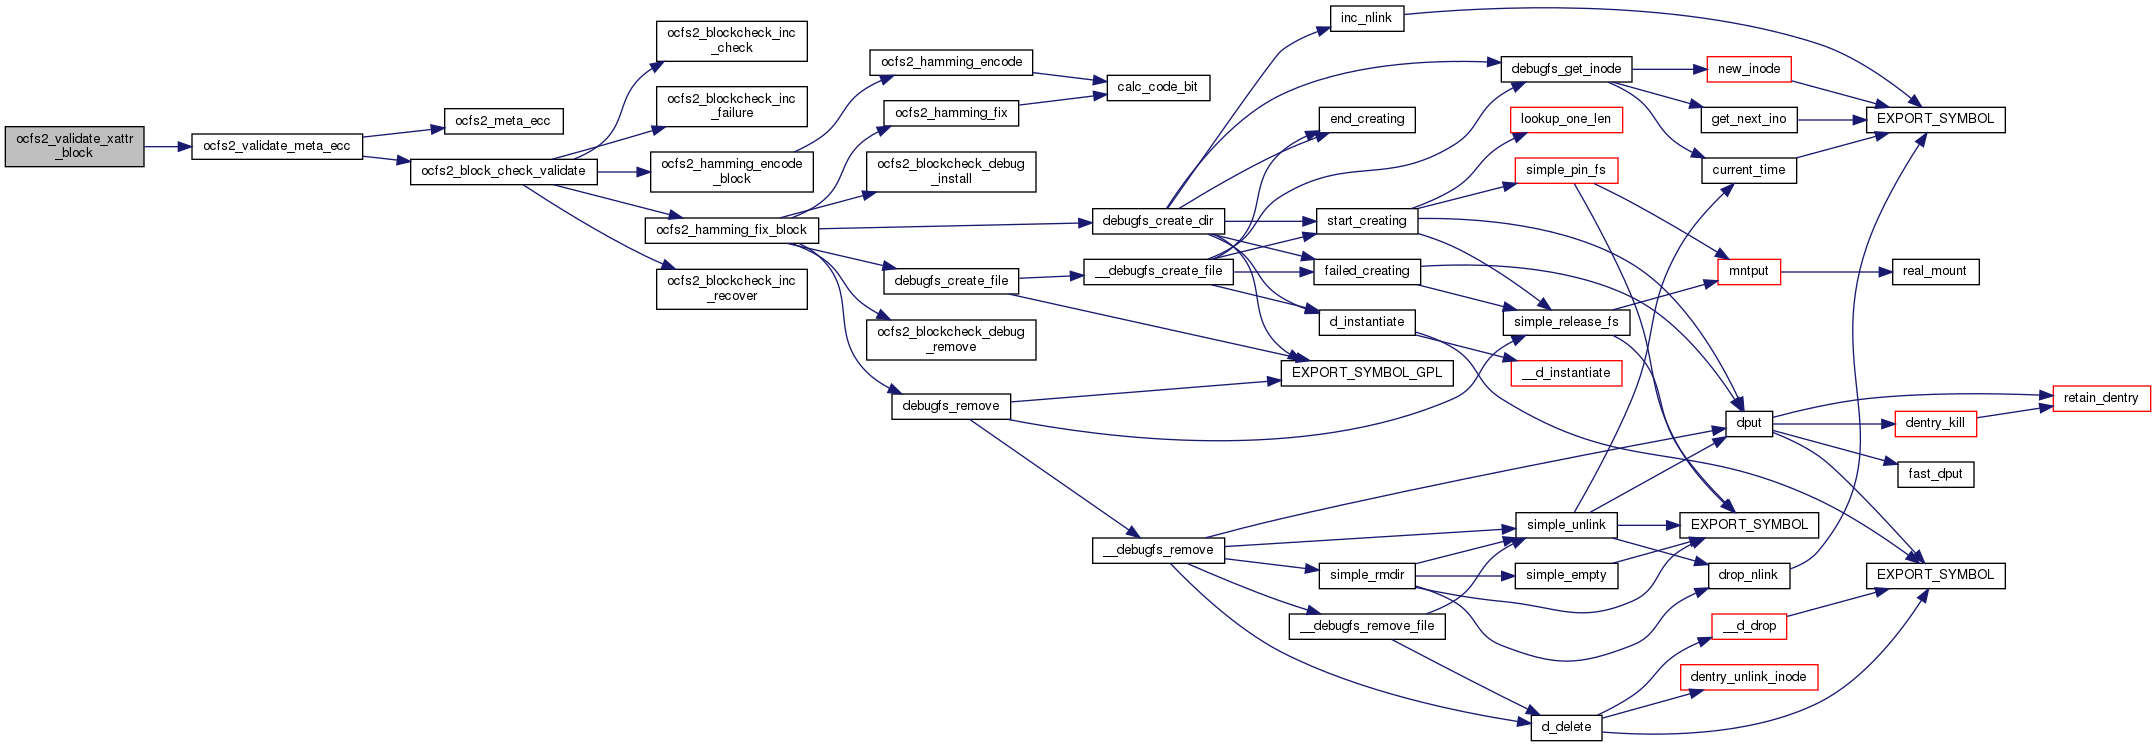 ocfs2_validate_xattr
_block
ocfs2_validate_meta_ecc
ocfs2_meta_ecc
ocfs2_block_check_validate
ocfs2_blockcheck_inc
_check
ocfs2_blockcheck_inc
_failure
ocfs2_hamming_encode
_block
ocfs2_hamming_fix_block
ocfs2_blockcheck_inc
_recover
ocfs2_hamming_encode
ocfs2_hamming_fix
ocfs2_blockcheck_debug
_install
debugfs_create_file
ocfs2_blockcheck_debug
_remove
debugfs_remove
calc_code_bit
debugfs_create_dir
__debugfs_create_file
__debugfs_remove
inc_nlink
end_creating
start_creating
failed_creating
d_instantiate
EXPORT_SYMBOL_GPL
simple_rmdir
__debugfs_remove_file
debugfs_get_inode
lookup_one_len
simple_pin_fs
simple_release_fs
__d_instantiate
simple_unlink
simple_empty
d_delete
new_inode
get_next_ino
current_time
mntput
dput
EXPORT_SYMBOL
drop_nlink
__d_drop
dentry_unlink_inode
EXPORT_SYMBOL
real_mount
dentry_kill
fast_dput
EXPORT_SYMBOL
retain_dentry